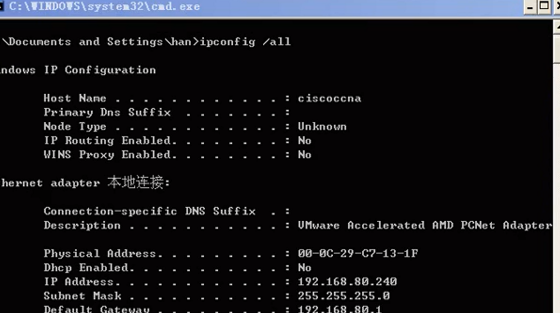 C:\WINDOWS\system32\cmd.exe
\Documents and Settings\han>ipconfig /all
ndows IP Configuration
Host Name . . . . . . . . . . . . : ciscoccna
Primary Dns Suffix . . . . . . . :
Node Type . . . . . . . . . . . . : Unknown
IP Routing Enabled. . . . . . . . : No
WINS Proxy Enabled. . . . . . . . : No
hernet adapter 本地连接:
Connection-specific DNS Suffix . :
Description . . . . . . . . . . . : VMware Accelerated AMD PCNet Adapter
Physical Address. . . . . . . . . : 00-0C-29-C7-13-1F
Dhcp Enabled. . . . . . . . . . . : No
IP Address. . . . . . . . . . . . : 192.168.80.240
Subnet Mask . . . . . . . . . . . : 255.255.255.0
Default Gateway . . . . . . . . . : 192.168.80.1